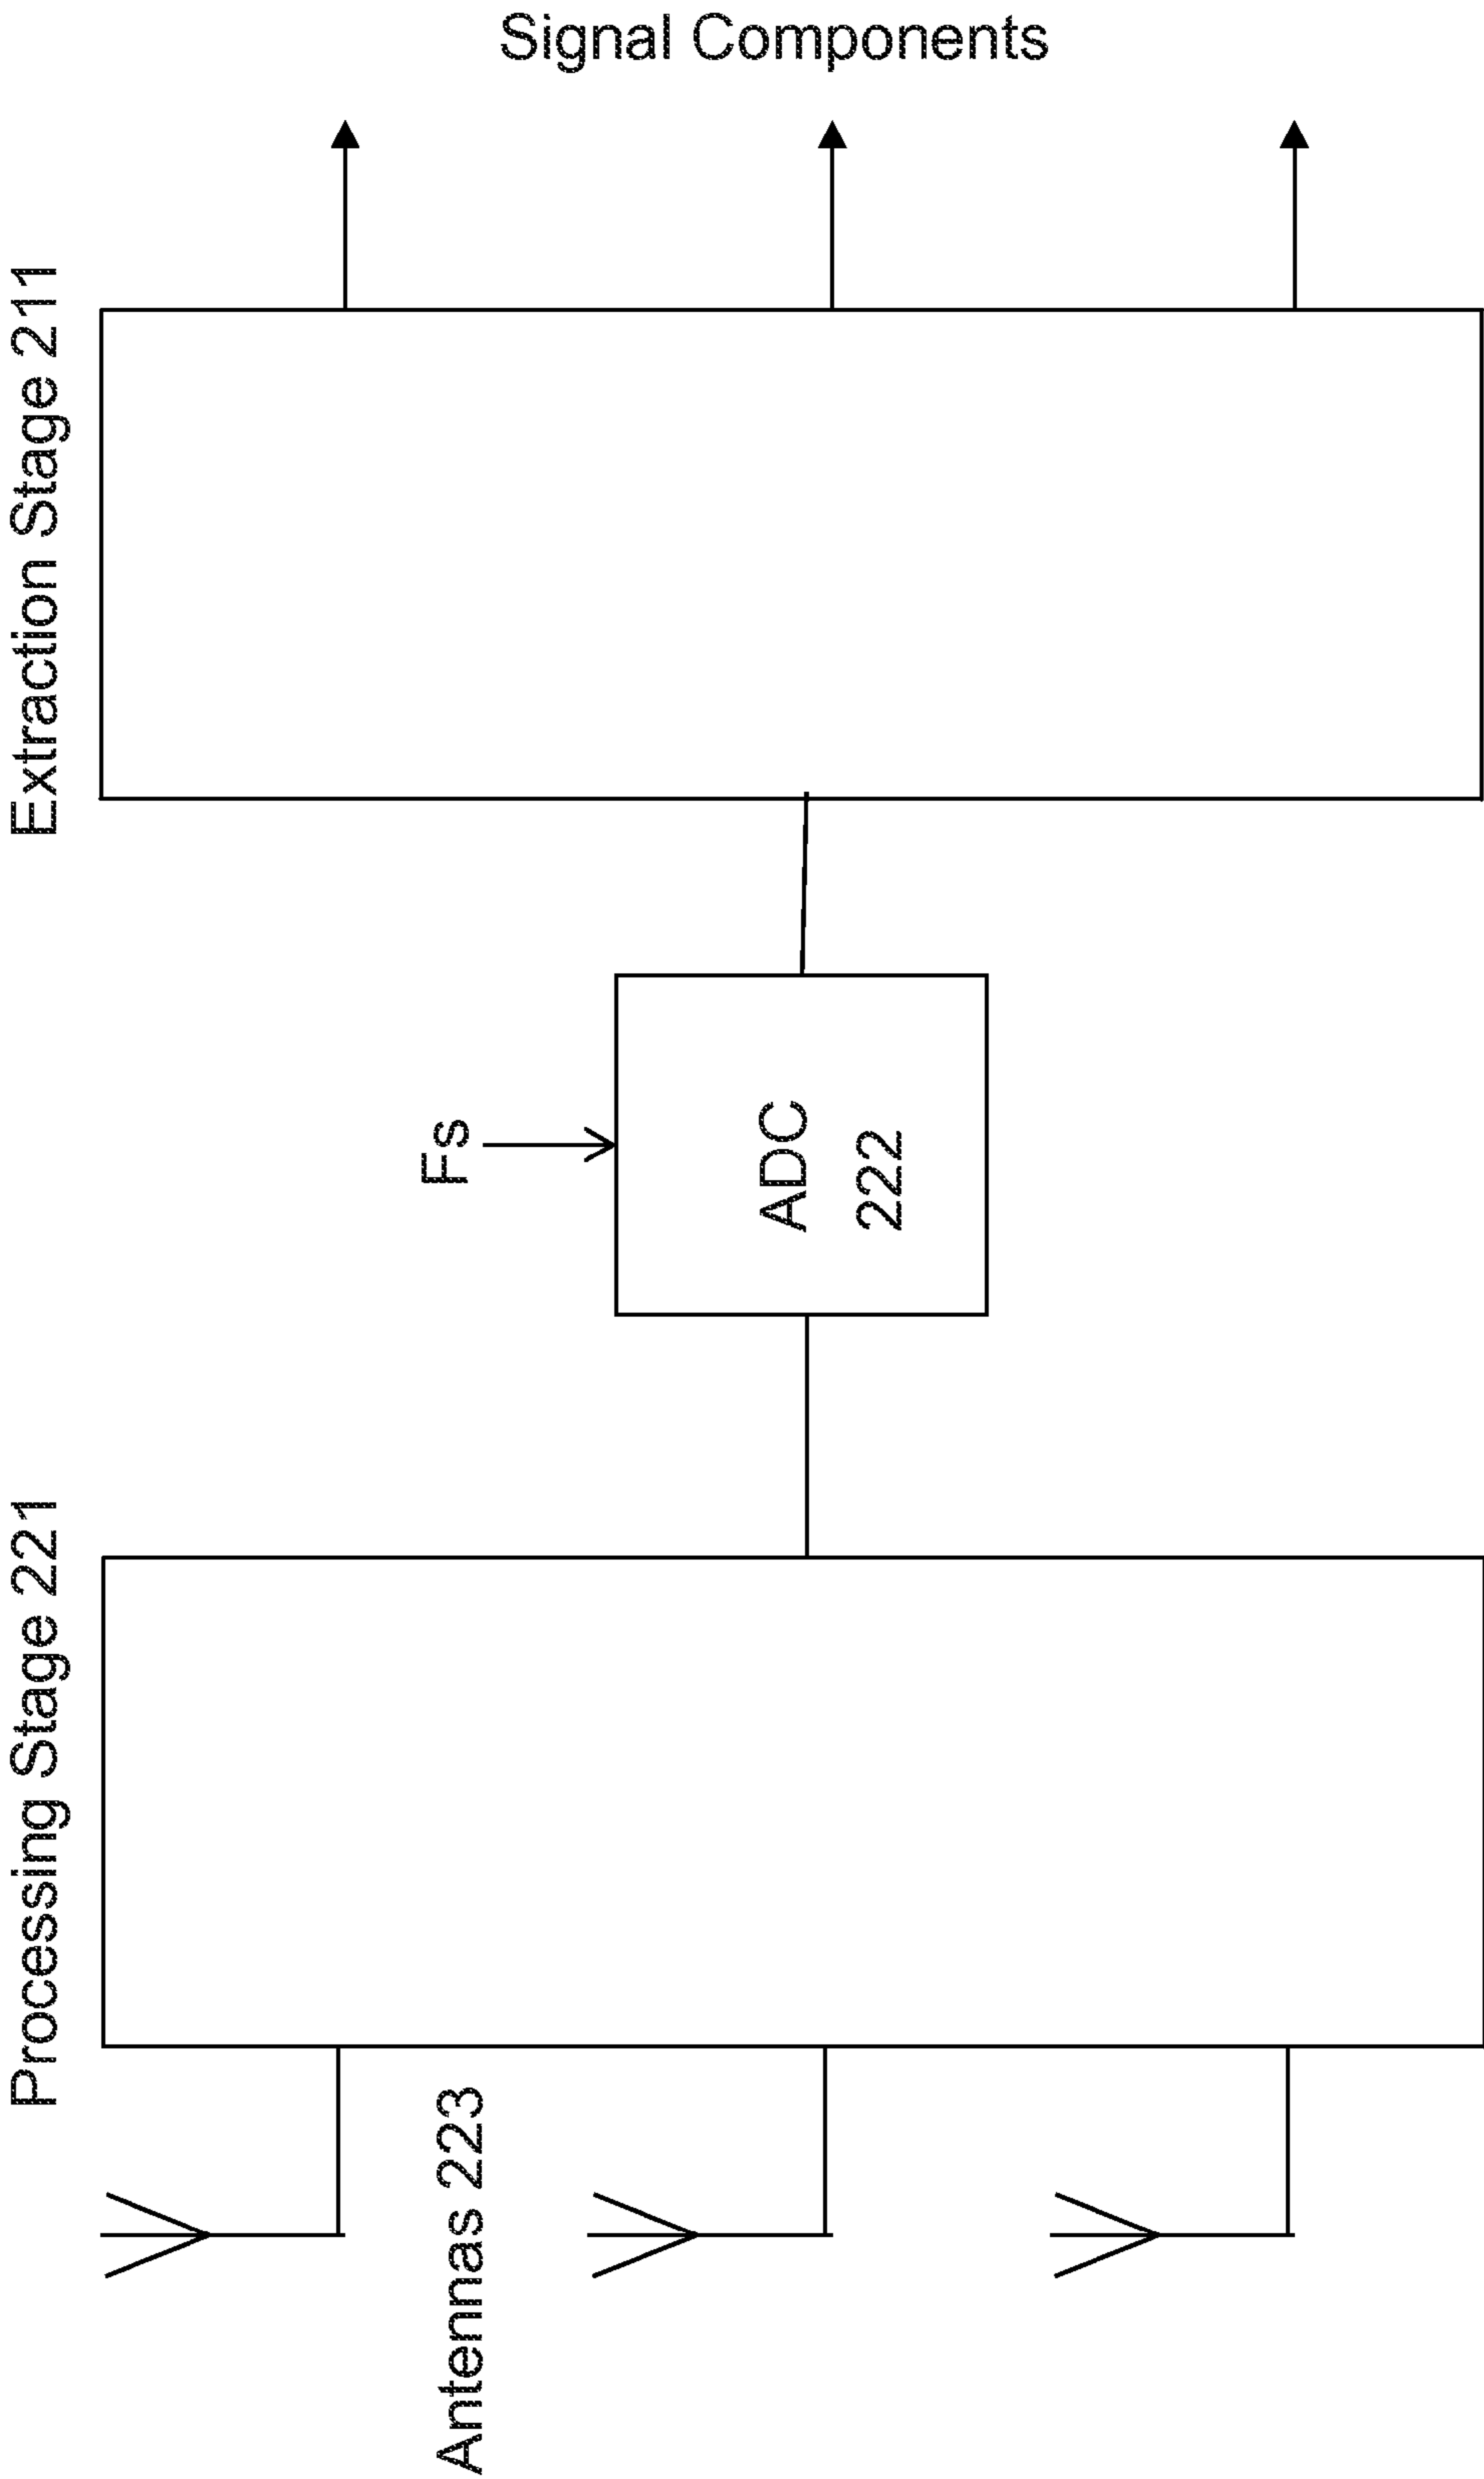 Signal Components
Extraction Stage 211
Fs
ADC
222
Processing Stage 221
Antennas 223